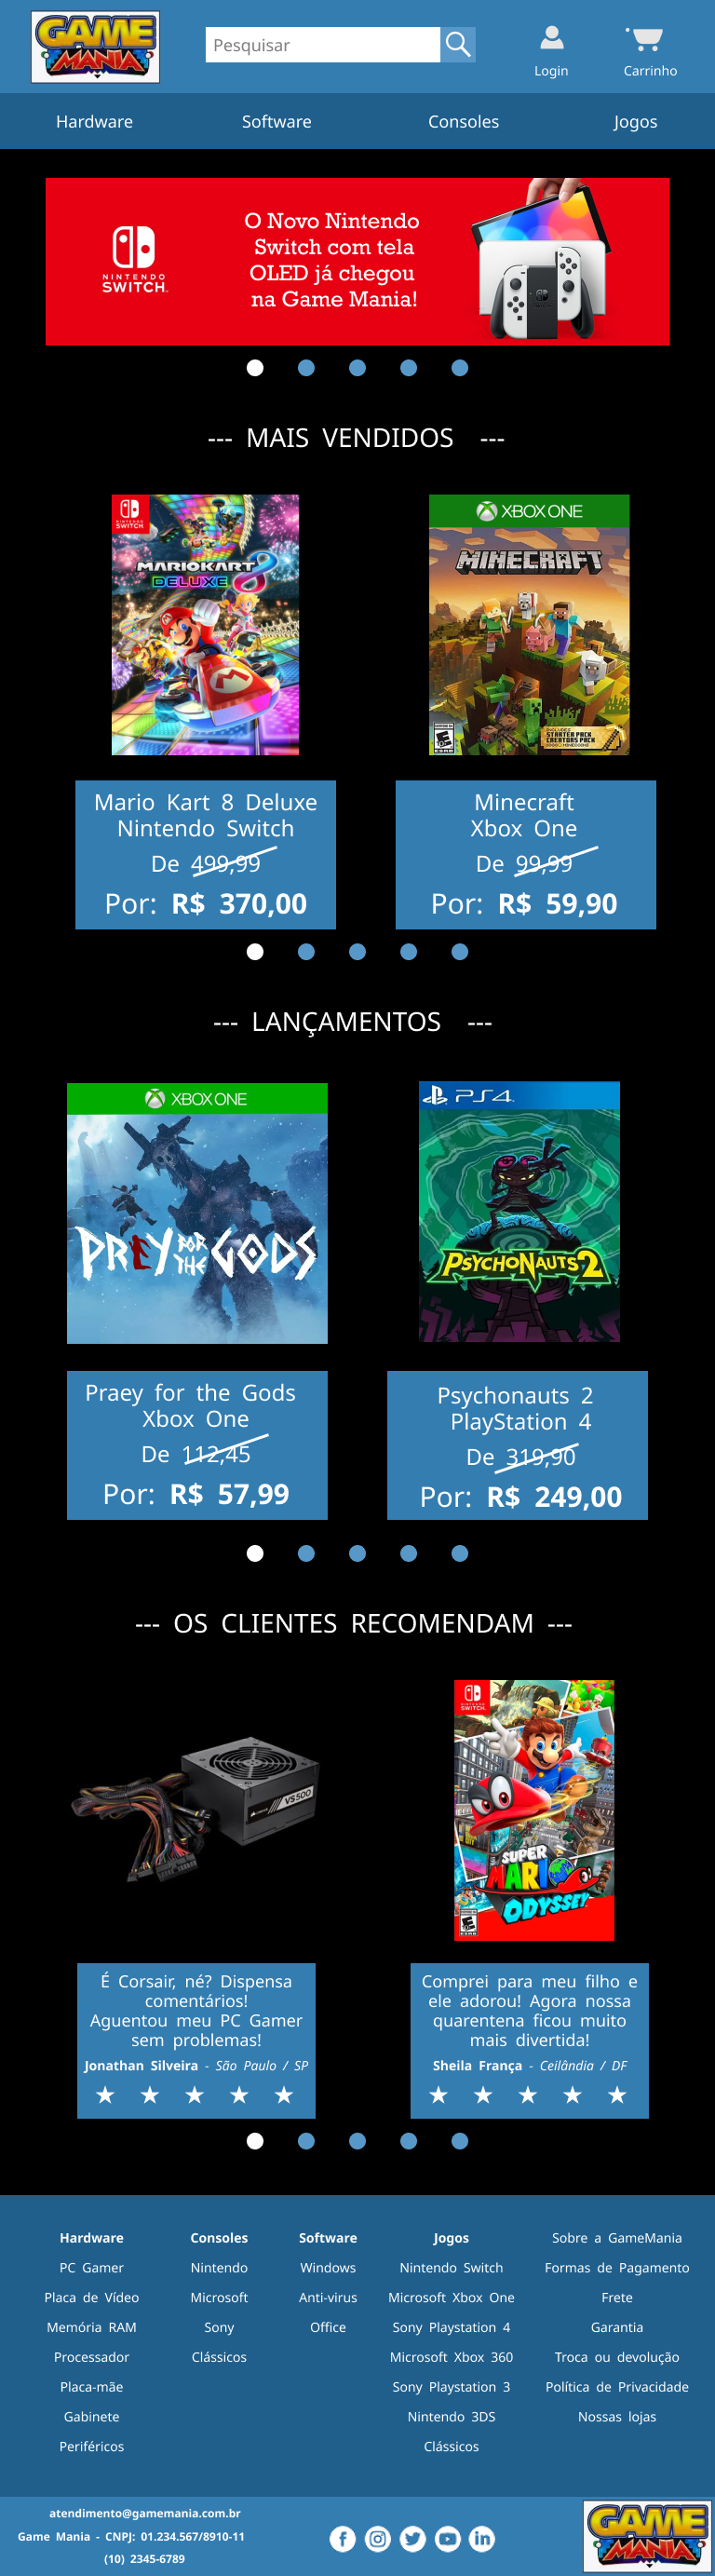 GAME
MANIA
Pesquisar
Login
Carrinho
Hardware
Software
Consoles
Jogos
NINTENDO
SWITCH
O Novo Nintendo
Switch com tela
OLED já chegou
na Game Mania!
--- MAIS VENDIDOS ---
NINTENDO
SWITCH
MARIOKART 8
DELUXE
XBOX ONE
MINECRAFT
INCLUDES
STARTER PACK
CREATORS PACK
Mario Kart 8 Deluxe
Nintendo Switch
De 499,99
Por: R$ 370,00
Minecraft
Xbox One
De 99,99
Por: R$ 59,90
--- LANÇAMENTOS ---
XBOX ONE
PREY FOR THE GODS
PS4
PSYCHONAUTS 2
Praey for the Gods
Xbox One
De 112,45
Por: R$ 57,99
Psychonauts 2
PlayStation 4
De 319,90
Por: R$ 249,00
--- OS CLIENTES RECOMENDAM ---
VS500
NINTENDO
SWITCH
SUPER
MARIO
ODYSSEY
É Corsair, né? Dispensa
comentários!
Aguentou meu PC Gamer
sem problemas!
Jonathan Silveira - São Paulo / SP
★ ★ ★ ★ ★
Comprei para meu filho e
ele adorou! Agora nossa
quarentena ficou muito
mais divertida!
Sheila França - Ceilândia / DF
★ ★ ★ ★ ★
Hardware
PC Gamer
Placa de Vídeo
Memória RAM
Processador
Placa-mãe
Gabinete
Periféricos
Consoles
Nintendo
Microsoft
Sony
Clássicos
Software
Windows
Anti-virus
Office
Jogos
Nintendo Switch
Microsoft Xbox One
Sony Playstation 4
Microsoft Xbox 360
Sony Playstation 3
Nintendo 3DS
Clássicos
Sobre a GameMania
Formas de Pagamento
Frete
Garantia
Troca ou devolução
Política de Privacidade
Nossas lojas
atendimento@gamemania.com.br
Game Mania - CNPJ: 01.234.567/8910-11
(10) 2345-6789
GAME
MANIA